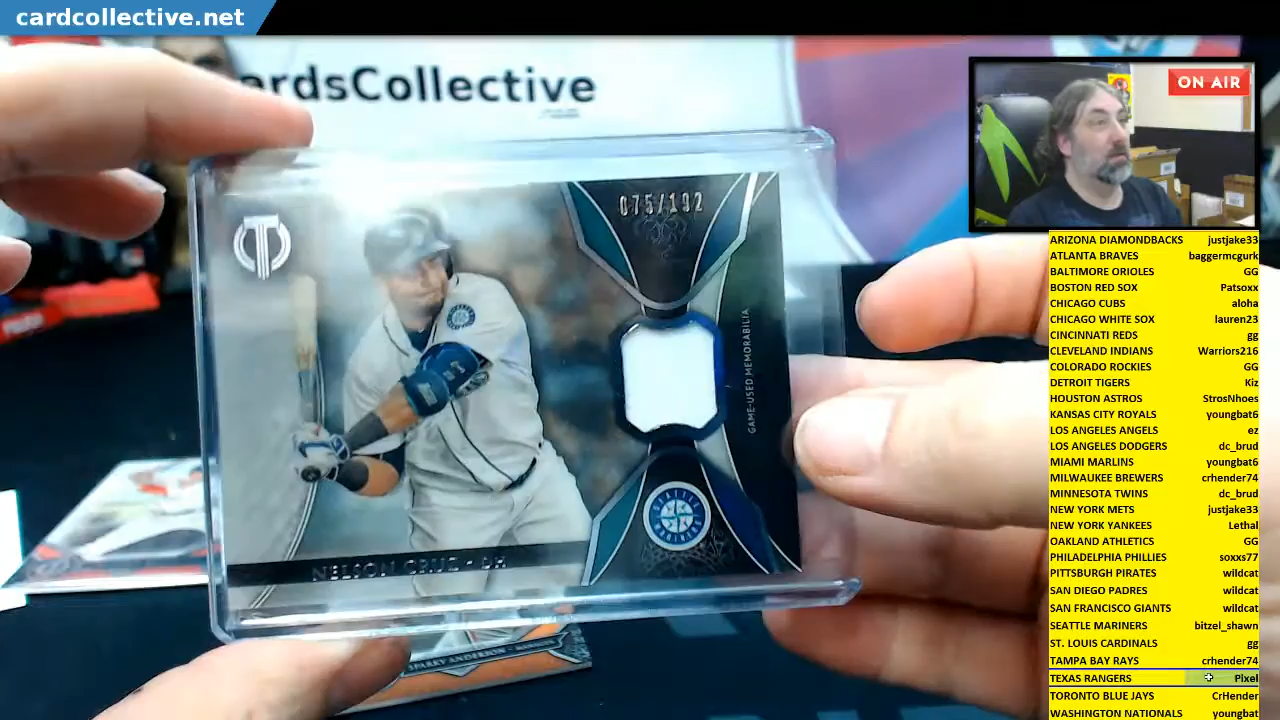 cardcollective.net
ardsCollective
ON AIR
075/192
GAME-USED MEMORABILIA
SEATTLE
MARINERS
NELSON CRUZ - DH
SPARKY ANDERSON - MANAGER
ARIZONA DIAMONDBACKS justjake33
ATLANTA BRAVES baggermcgurk
BALTIMORE ORIOLES GG
BOSTON RED SOX Patsoxx
CHICAGO CUBS aloha
CHICAGO WHITE SOX lauren23
CINCINNATI REDS gg
CLEVELAND INDIANS Warriors216
COLORADO ROCKIES GG
DETROIT TIGERS Kiz
HOUSTON ASTROS StrosNhoes
KANSAS CITY ROYALS youngbat6
LOS ANGELES ANGELS ez
LOS ANGELES DODGERS dc_brud
MIAMI MARLINS youngbat6
MILWAUKEE BREWERS crhender74
MINNESOTA TWINS dc_brud
NEW YORK METS justjake33
NEW YORK YANKEES Lethal
OAKLAND ATHLETICS GG
PHILADELPHIA PHILLIES soxxs77
PITTSBURGH PIRATES wildcat
SAN DIEGO PADRES wildcat
SAN FRANCISCO GIANTS wildcat
SEATTLE MARINERS bitzel_shawn
ST. LOUIS CARDINALS gg
TAMPA BAY RAYS crhender74
TEXAS RANGERS Pixel
TORONTO BLUE JAYS CrHender
WASHINGTON NATIONALS youngbat